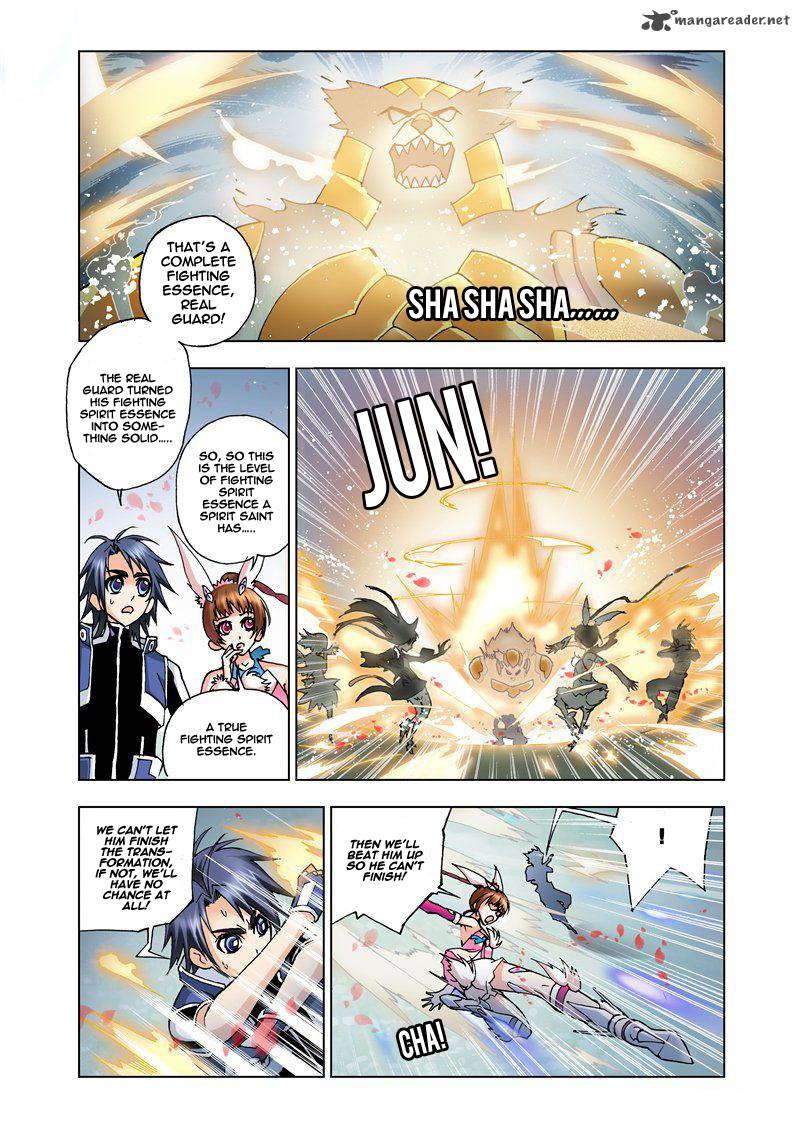 mangareader.net
THAT'S A
COMPLETE
FIGHTING
ESSENCE,
REAL
GUARD!
SHA SHA SHA......
THE REAL
GUARD TURNED
HIS FIGHTING
SPIRIT ESSENCE
INTO SOME-
THING SOLID.....
SO, SO THIS
IS THE LEVEL
OF FIGHTING
SPIRIT
ESSENCE A
SPIRIT SAINT
HAS.....
A TRUE
FIGHTING SPIRIT
ESSENCE.
JUN!
WE CAN'T LET
HIM FINISH
THE TRANS-
FORMATION,
IF NOT, WE'LL
HAVE NO
CHANCE AT
ALL!
THEN WE'LL
BEAT HIM UP
SO HE CAN'T
FINISH!
!
CHA!